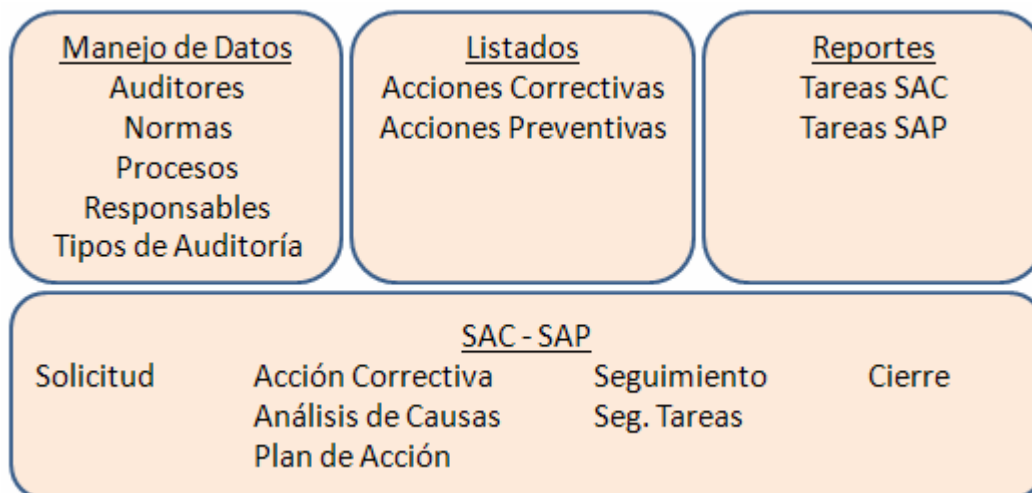 Manejo de Datos
Auditores
Normas
Procesos
Responsables
Tipos de Auditoría
Listados
Acciones Correctivas
Acciones Preventivas
Reportes
Tareas SAC
Tareas SAP
SAC - SAP
Solicitud
Acción Correctiva
Análisis de Causas
Plan de Acción
Seguimiento
Seg. Tareas
Cierre